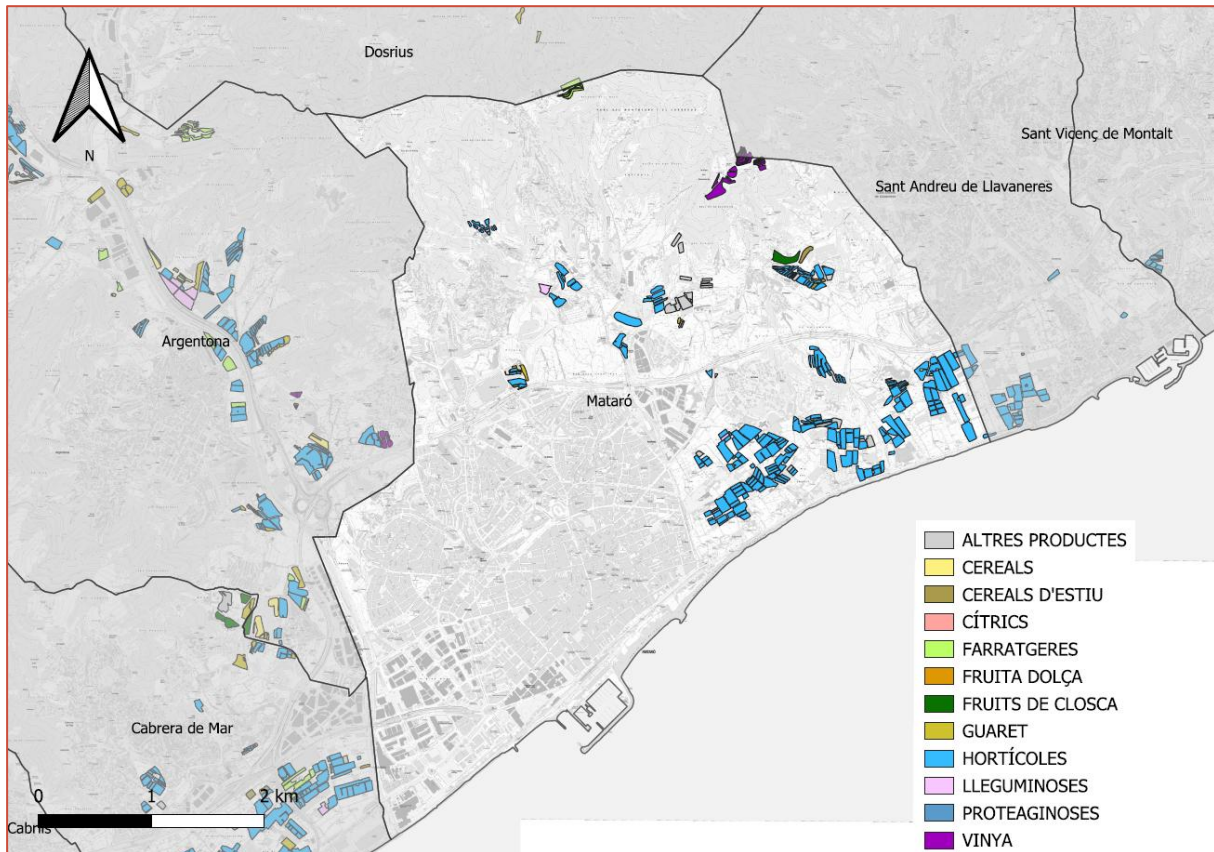 Dosrius
Sant Vicenç de Montalt
N
Sant Andreu de Llavaneres
Argentona
Mataró
ALTRES PRODUCTES
CEREALS
CEREALS D'ESTIU
CÍTRICS
FARRATGERES
FRUITA DOLÇA
FRUITS DE CLOSCA
GUARET
HORTÍCOLES
LLEGUMINOSES
PROTEAGINOSES
VINYA
Cabrera de Mar
0 1 2 km
Cabrils